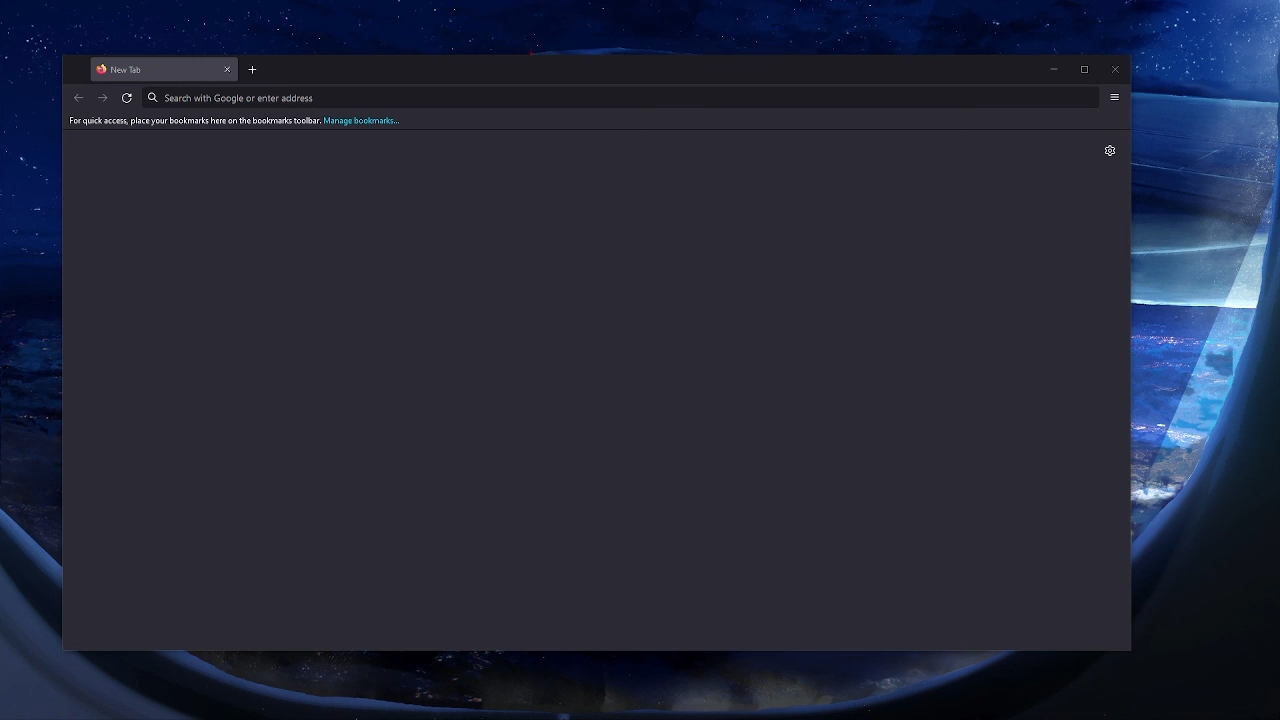 New Tab
Search with Google or enter address
For quick access, place your bookmarks here on the bookmarks toolbar. Manage bookmarks...